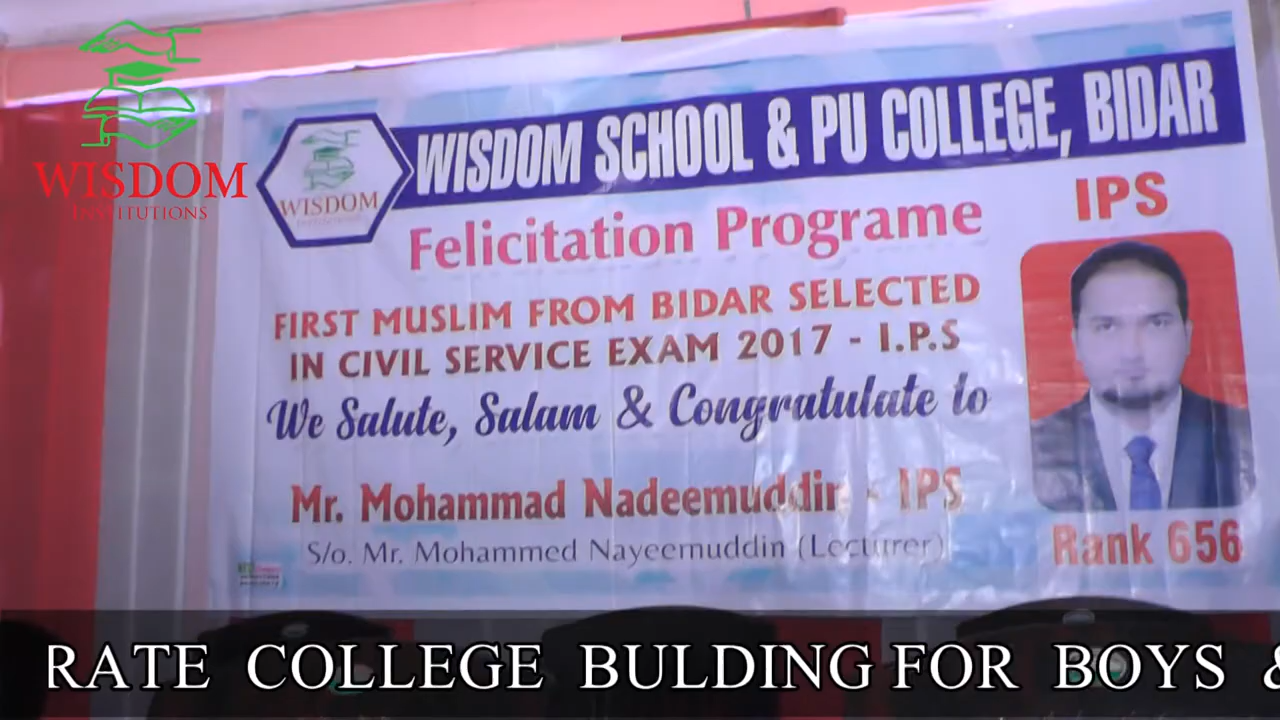 WISDOM
INSTITUTIONS
WISDOM SCHOOL & PU COLLEGE, BIDAR
WISDOM
Felicitation Programe
IPS
FIRST MUSLIM FROM BIDAR SELECTED
IN CIVIL SERVICE EXAM 2017 - I.P.S
We Salute, Salam & Congratulate to
Mr. Mohammad Nadeemuddin - IPS
S/o. Mr. Mohammed Nayeemuddin (Lecturer)
Rank 656
RATE COLLEGE BULDING FOR BOYS &